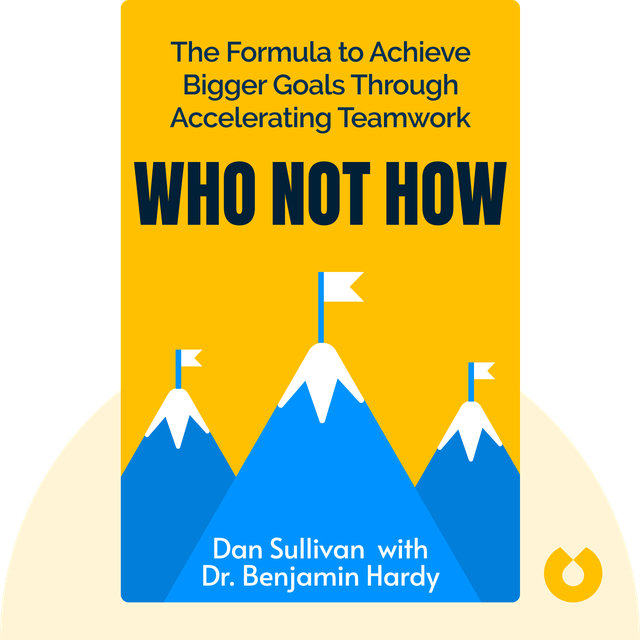 The Formula to Achieve
Bigger Goals Through
Accelerating Teamwork
WHO NOT HOW
Dan Sullivan with
Dr. Benjamin Hardy